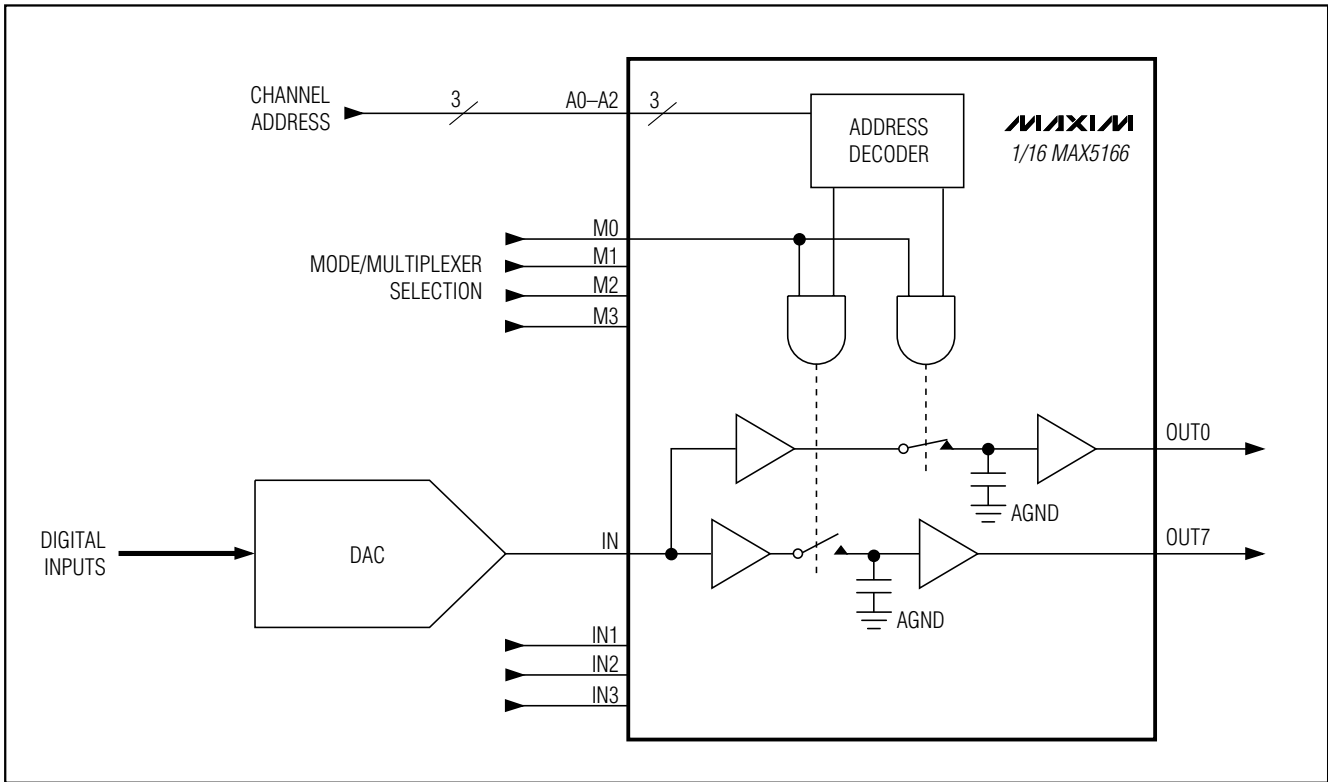 CHANNEL
ADDRESS
3
A0–A2
3
ADDRESS
DECODER
MAXIM
1/16 MAX5166
MODE/MULTIPLEXER
SELECTION
M0
M1
M2
M3
OUT0
AGND
DIGITAL
INPUTS
DAC
IN
OUT7
AGND
IN1
IN2
IN3